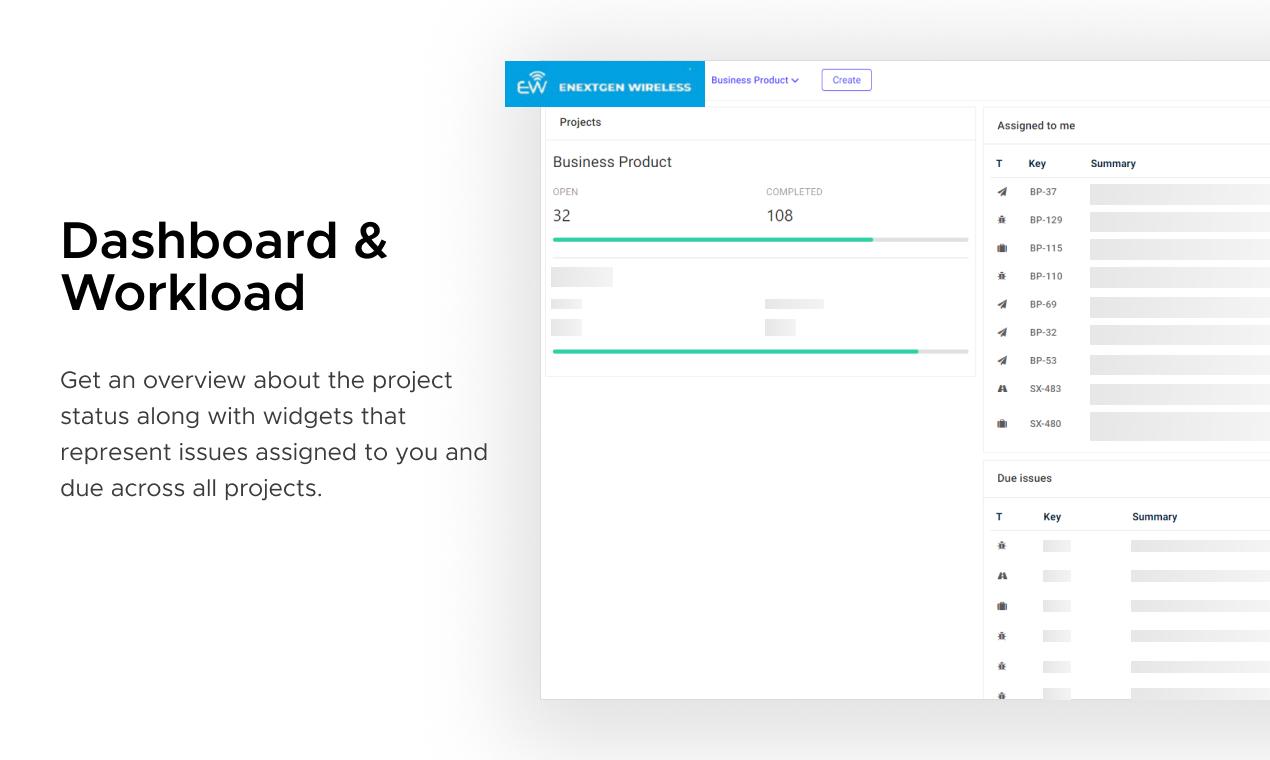 Dashboard &
Workload
Get an overview about the project
status along with widgets that
represent issues assigned to you and
due across all projects.
EW ENEXTGEN WIRELESS
Business Product
Create
Projects
Business Product
OPEN COMPLETED
32 108
Assigned to me
T Key Summary
BP-37
BP-129
BP-115
BP-110
BP-69
BP-32
BP-53
SX-483
SX-480
Due issues
T Key Summary